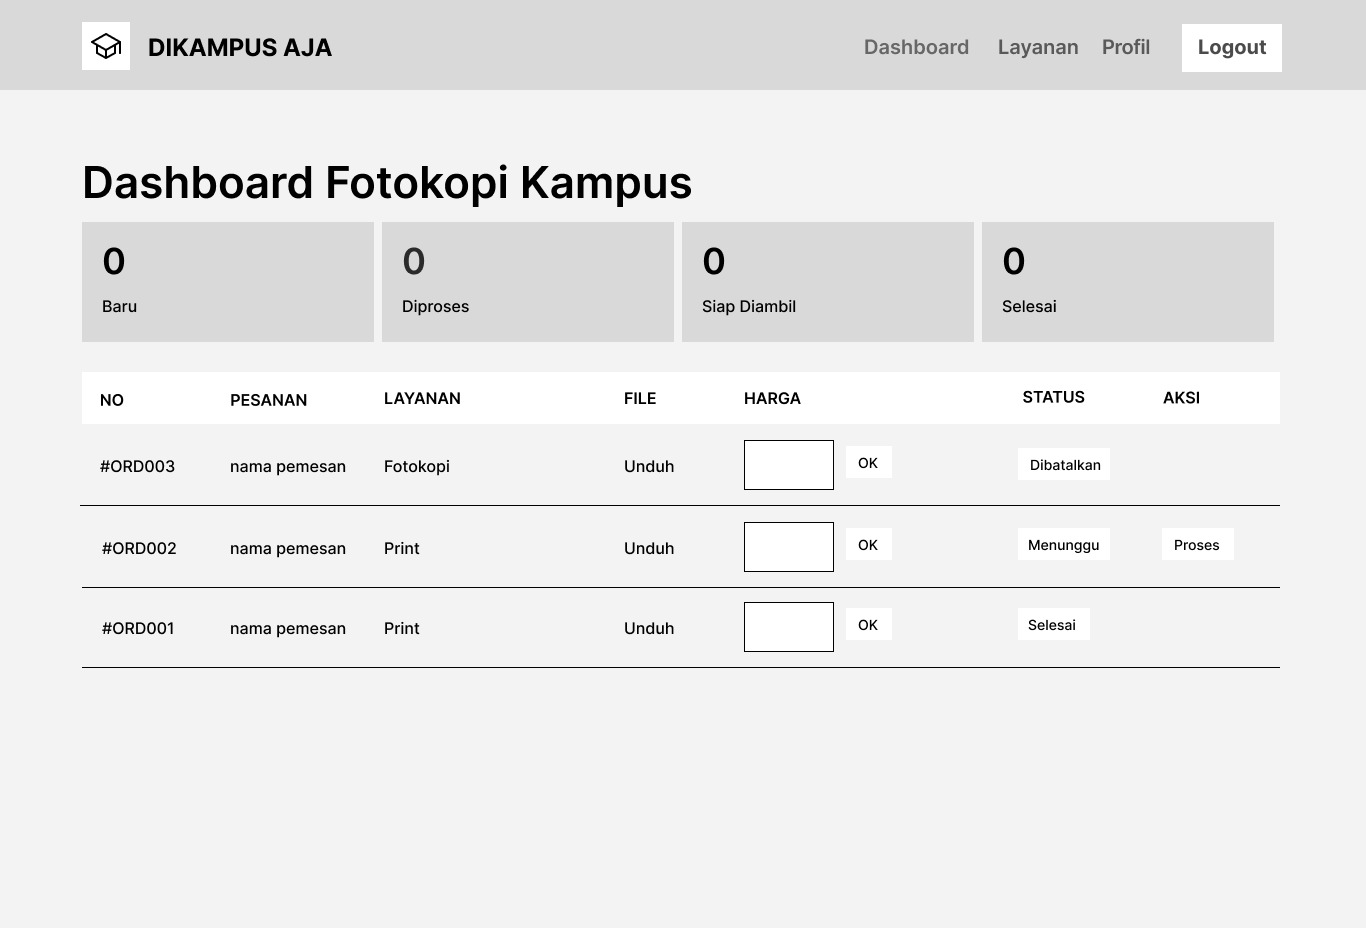 DIKAMPUS AJA Dashboard Layanan Profil Logout
Dashboard Fotokopi Kampus
0 0 0 0
Baru Diproses Siap Diambil Selesai
NO PESANAN LAYANAN FILE HARGA STATUS AKSI
#ORD003 nama pemesan Fotokopi Unduh OK Dibatalkan
#ORD002 nama pemesan Print Unduh OK Menunggu Proses
#ORD001 nama pemesan Print Unduh OK Selesai